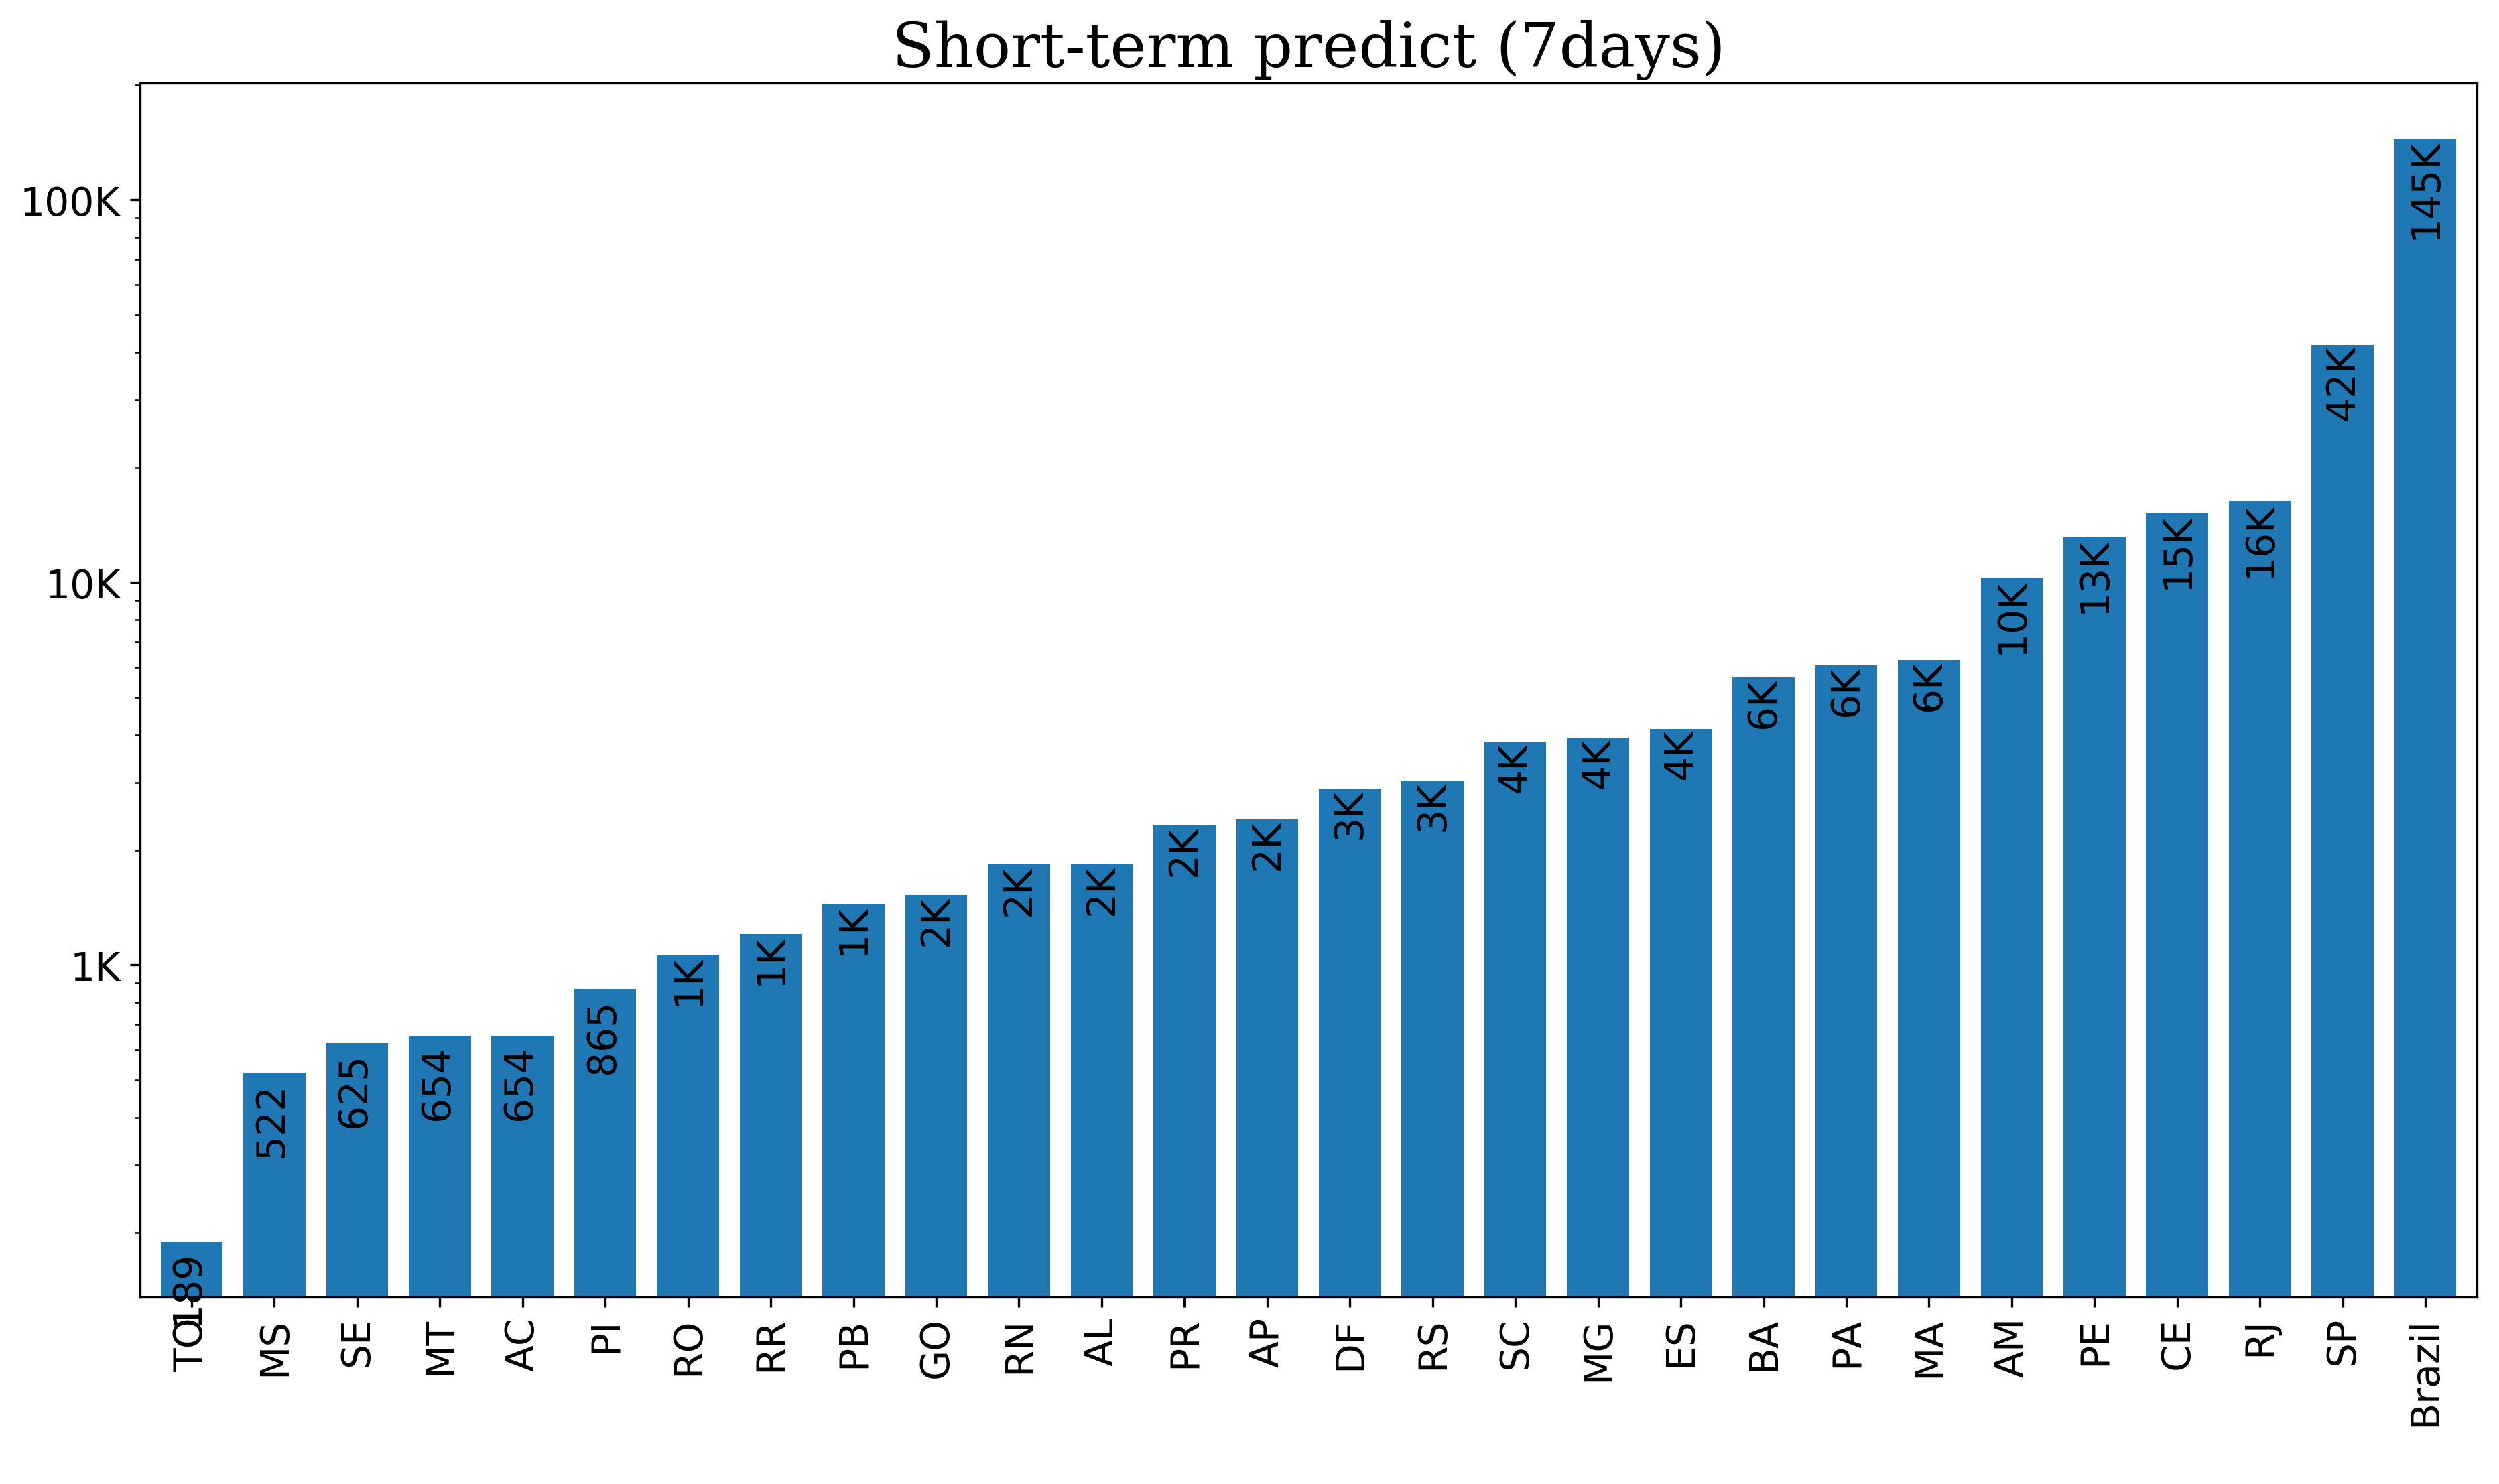 Short-term predict (7days)
100K
10K
1K
189
522
625
654
654
865
1K
1K
1K
2K
2K
2K
2K
2K
3K
3K
4K
4K
4K
6K
6K
6K
10K
13K
15K
16K
42K
145K
TO
MS
SE
MT
AC
PI
RO
RR
PB
GO
RN
AL
PR
AP
DF
RS
SC
MG
ES
BA
PA
MA
AM
PE
CE
RJ
SP
Brazil